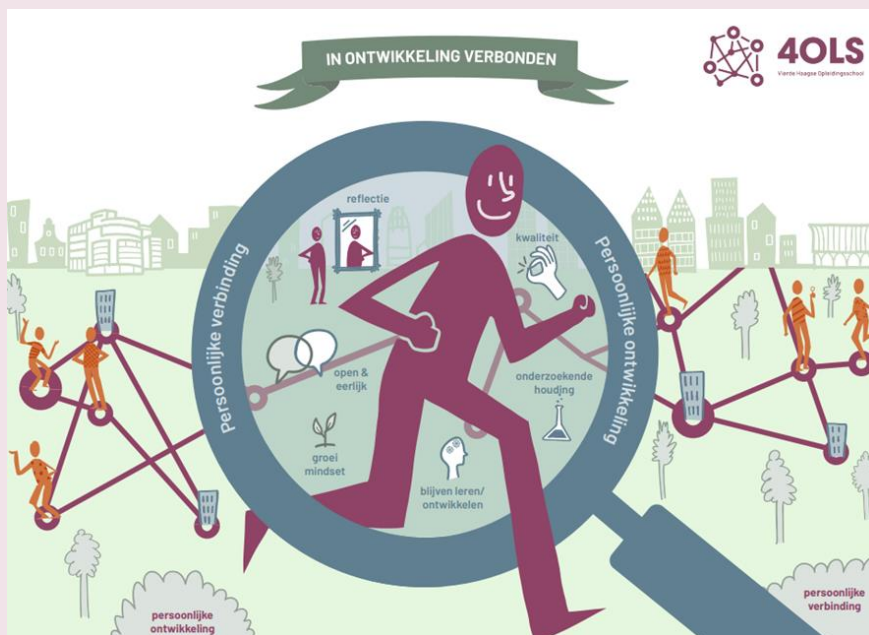 IN ONTWIKKELING VERBONDEN
4OLS
Vierde Haagse Opleidingsschool
Persoonlijke verbinding
Persoonlijke ontwikkeling
reflectie
kwaliteit
open &
eerlijk
onderzoekende
houding
groei
mindset
blijven leren/
ontwikkelen
persoonlijke
ontwikkeling
persoonlijke
verbinding